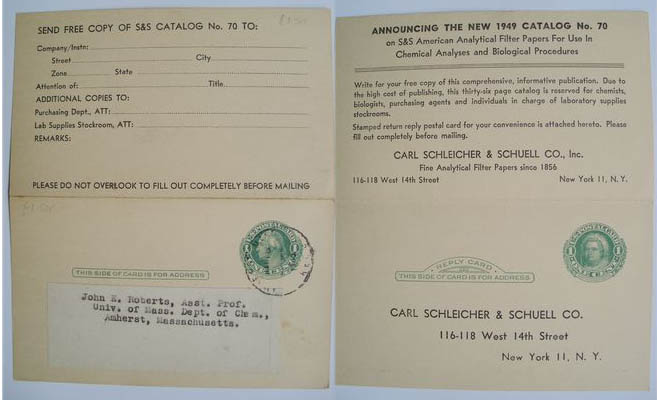 SEND FREE COPY OF S&S CATALOG No. 70 TO:
Company/Instn:
Street City
Zone State
Attention of: Title
ADDITIONAL COPIES TO:
Purchasing Dept., ATT:
Lab Supplies Stockroom, ATT:
REMARKS:
PLEASE DO NOT OVERLOOK TO FILL OUT COMPLETELY BEFORE MAILING
THIS SIDE OF CARD IS FOR ADDRESS
John E. Roberts, Asst. Prof.
Univ. of Mass. Dept. of Chem.,
Amherst, Massachusetts.
ANNOUNCING THE NEW 1949 CATALOG No. 70
on S&S American Analytical Filter Papers For Use In
Chemical Analyses and Biological Procedures
Write for your free copy of this comprehensive, informative publication. Due to
the high cost of publishing, this thirty-six page catalog is reserved for chemists,
biologists, purchasing agents and individuals in charge of laboratory supplies
stockrooms.
Stamped return reply postal card for your convenience is attached hereto. Please
fill out completely before mailing.
CARL SCHLEICHER & SCHUELL CO., Inc.
Fine Analytical Filter Papers since 1856
116-118 West 14th Street New York 11, N. Y.
REPLY CARD
THIS SIDE OF CARD IS FOR ADDRESS
U.S. POSTAL CARD
1 ONE CENT 1
CARL SCHLEICHER & SCHUELL CO.
116-118 West 14th Street
New York 11, N. Y.